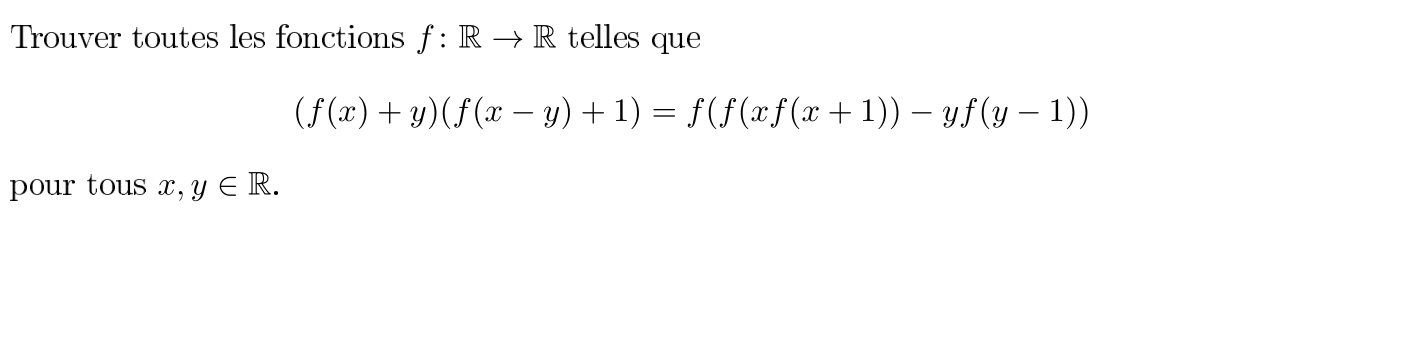 Trouver toutes les fonctions f: ℝ → ℝ telles que
(f(x) + y)(f(x − y) + 1) = f(f(xf(x + 1)) − yf(y − 1))
pour tous x, y ∈ ℝ.